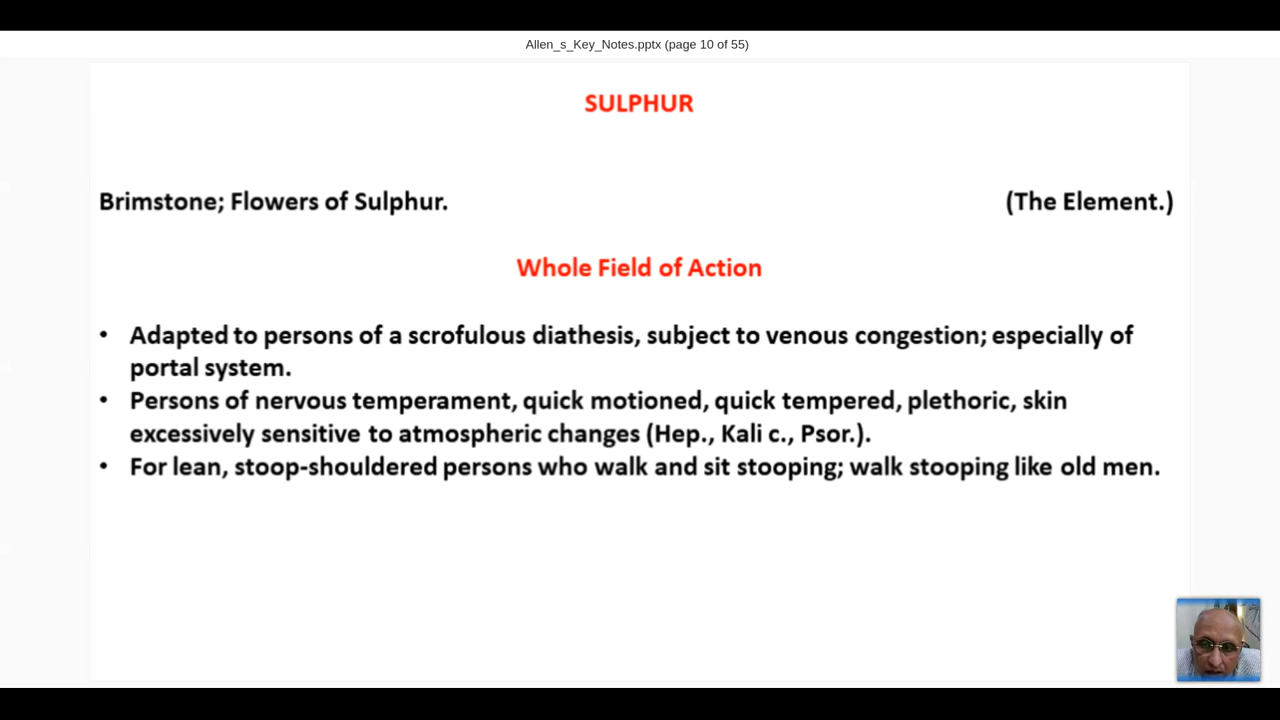 Allen_s_Key_Notes.pptx (page 10 of 55)
SULPHUR
Brimstone; Flowers of Sulphur. (The Element.)
Whole Field of Action
• Adapted to persons of a scrofulous diathesis, subject to venous congestion; especially of
portal system.
• Persons of nervous temperament, quick motioned, quick tempered, plethoric, skin
excessively sensitive to atmospheric changes (Hep., Kali c., Psor.).
• For lean, stoop-shouldered persons who walk and sit stooping; walk stooping like old men.